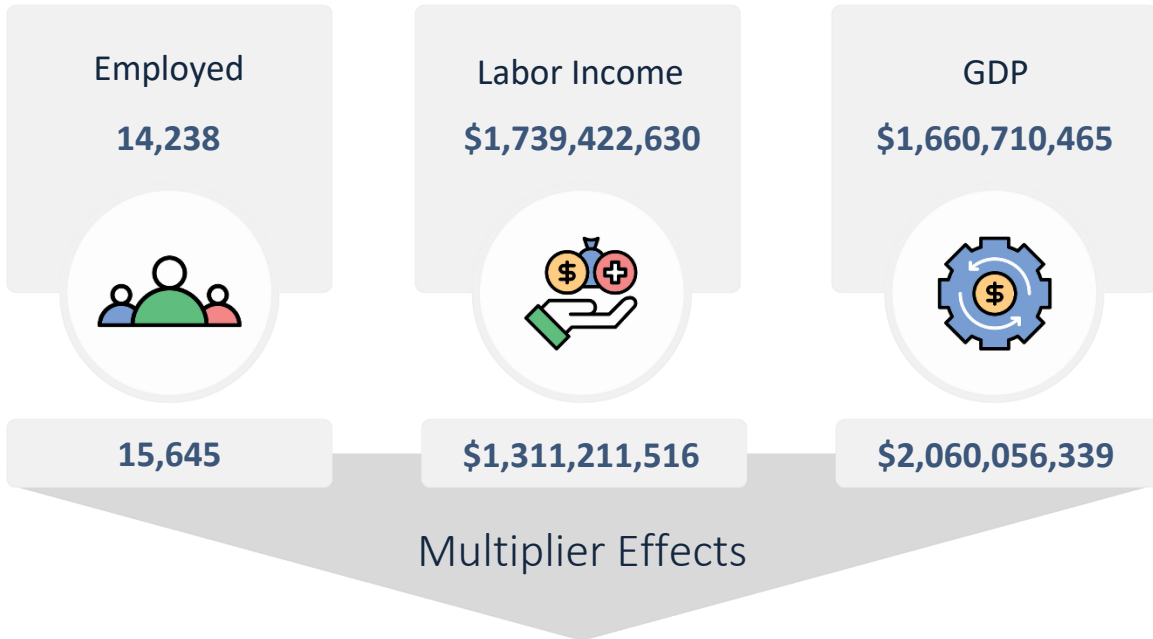 Employed
14,238
Labor Income
$1,739,422,630
GDP
$1,660,710,465
$
$
15,645
$1,311,211,516
$2,060,056,339
Multiplier Effects